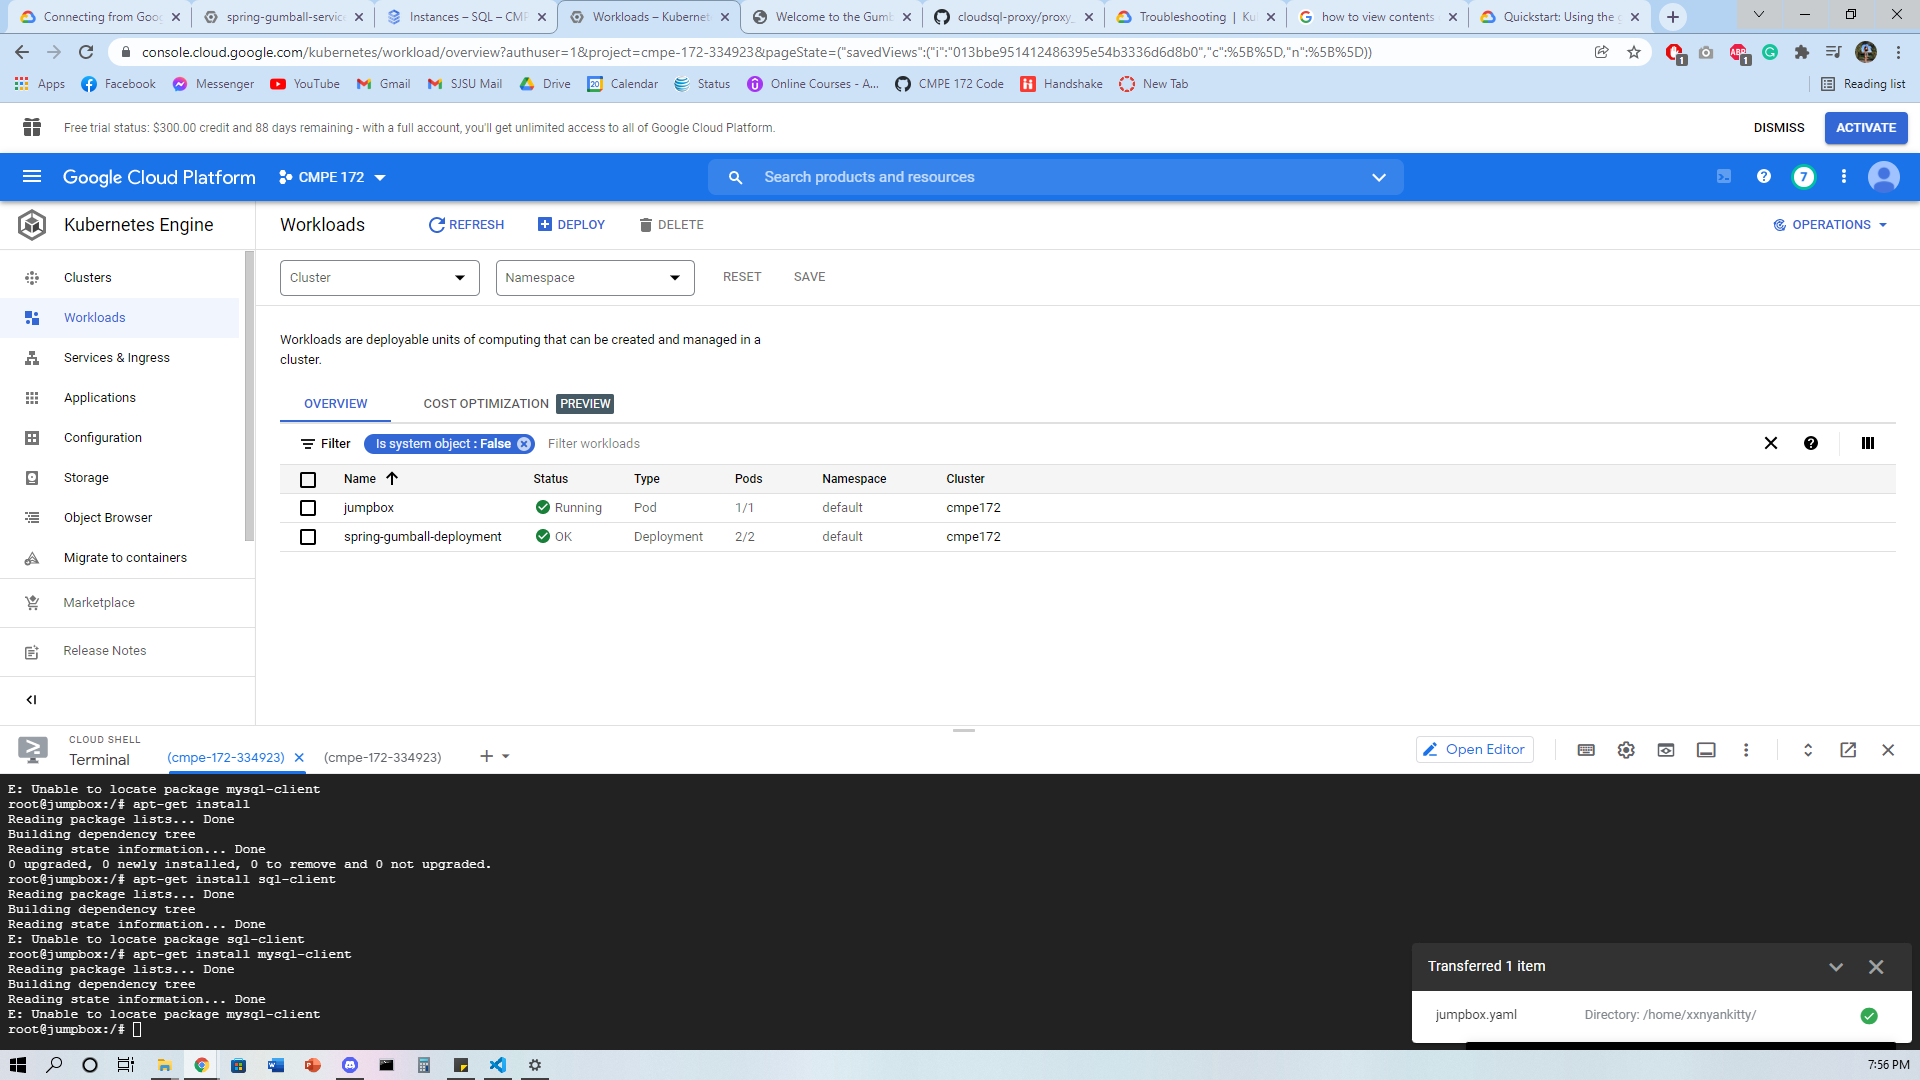 Connecting from Goo
spring-gumball-service
Instances – SQL – CMP
Workloads – Kubernet
Welcome to the Gumb
cloudsql-proxy/proxy_
Troubleshooting | Ku
how to view contents
Quickstart: Using the g
console.cloud.google.com/kubernetes/workload/overview?authuser=1&project=cmpe-172-334923&pageState=("savedViews":("i":"013bbe951412486395e54b3336d6d8b0","c":%5B%5D,"n":%5B%5D))
Apps
Facebook
Messenger
YouTube
Gmail
SJSU Mail
Drive
Calendar
Status
Online Courses - A...
CMPE 172 Code
Handshake
New Tab
Reading list
Free trial status: $300.00 credit and 88 days remaining - with a full account, you'll get unlimited access to all of Google Cloud Platform.
DISMISS
ACTIVATE
Google Cloud Platform
CMPE 172
Search products and resources
7
Kubernetes Engine
Workloads
REFRESH
DEPLOY
DELETE
OPERATIONS
Clusters
Workloads
Services & Ingress
Applications
Configuration
Storage
Object Browser
Migrate to containers
Marketplace
Release Notes
Cluster
Namespace
RESET
SAVE
Workloads are deployable units of computing that can be created and managed in a
cluster.
OVERVIEW
COST OPTIMIZATION PREVIEW
Filter
Is system object : False
Filter workloads
Name Status Type Pods Namespace Cluster
jumpbox Running Pod 1/1 default cmpe172
spring-gumball-deployment OK Deployment 2/2 default cmpe172
CLOUD SHELL
Terminal
(cmpe-172-334923)
(cmpe-172-334923)
Open Editor
E: Unable to locate package mysql-client
root@jumpbox:/# apt-get install
Reading package lists... Done
Building dependency tree
Reading state information... Done
0 upgraded, 0 newly installed, 0 to remove and 0 not upgraded.
root@jumpbox:/# apt-get install sql-client
Reading package lists... Done
Building dependency tree
Reading state information... Done
E: Unable to locate package sql-client
root@jumpbox:/# apt-get install mysql-client
Reading package lists... Done
Building dependency tree
Reading state information... Done
E: Unable to locate package mysql-client
root@jumpbox:/#
Transferred 1 item
jumpbox.yaml
Directory: /home/xxnyankitty/
7:56 PM